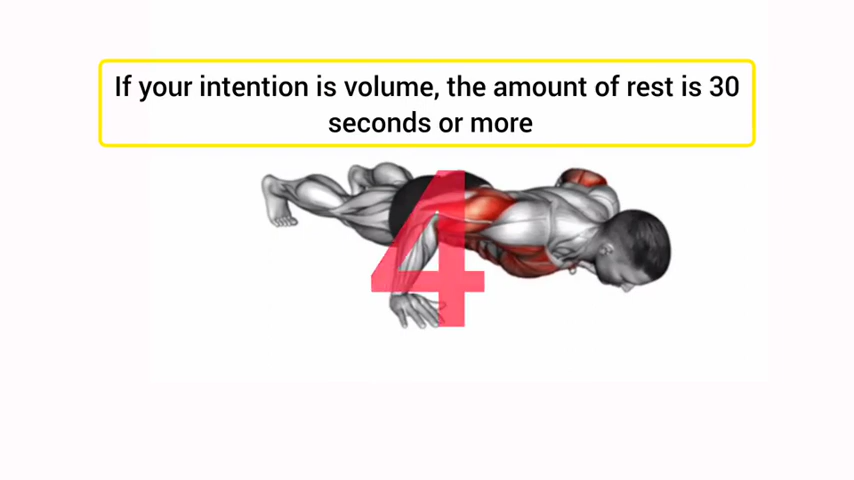 If your intention is volume, the amount of rest is 30
seconds or more
4